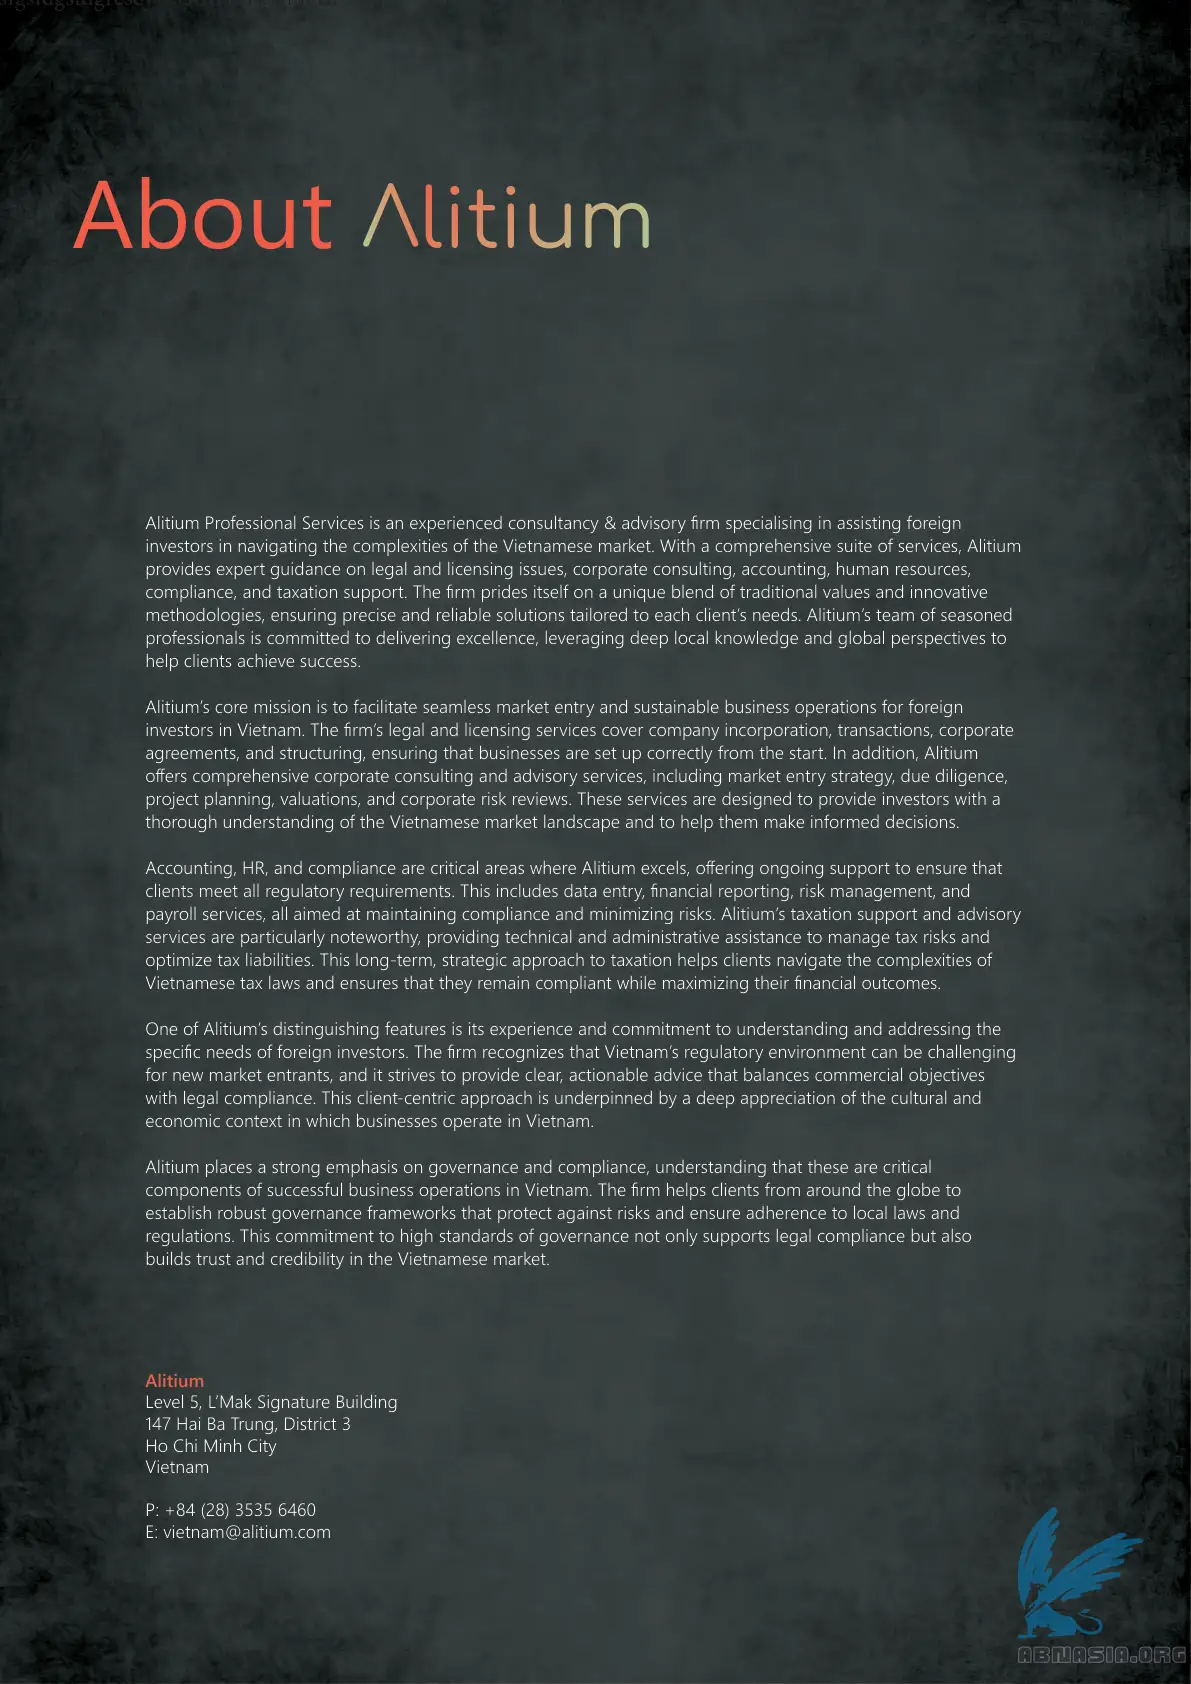 About Alitium
Alitium Professional Services is an experienced consultancy & advisory firm specialising in assisting foreign
investors in navigating the complexities of the Vietnamese market. With a comprehensive suite of services, Alitium
provides expert guidance on legal and licensing issues, corporate consulting, accounting, human resources,
compliance, and taxation support. The firm prides itself on a unique blend of traditional values and innovative
methodologies, ensuring precise and reliable solutions tailored to each client’s needs. Alitium’s team of seasoned
professionals is committed to delivering excellence, leveraging deep local knowledge and global perspectives to
help clients achieve success.
Alitium’s core mission is to facilitate seamless market entry and sustainable business operations for foreign
investors in Vietnam. The firm’s legal and licensing services cover company incorporation, transactions, corporate
agreements, and structuring, ensuring that businesses are set up correctly from the start. In addition, Alitium
offers comprehensive corporate consulting and advisory services, including market entry strategy, due diligence,
project planning, valuations, and corporate risk reviews. These services are designed to provide investors with a
thorough understanding of the Vietnamese market landscape and to help them make informed decisions.
Accounting, HR, and compliance are critical areas where Alitium excels, offering ongoing support to ensure that
clients meet all regulatory requirements. This includes data entry, financial reporting, risk management, and
payroll services, all aimed at maintaining compliance and minimizing risks. Alitium’s taxation support and advisory
services are particularly noteworthy, providing technical and administrative assistance to manage tax risks and
optimize tax liabilities. This long-term, strategic approach to taxation helps clients navigate the complexities of
Vietnamese tax laws and ensures that they remain compliant while maximizing their financial outcomes.
One of Alitium’s distinguishing features is its experience and commitment to understanding and addressing the
specific needs of foreign investors. The firm recognizes that Vietnam’s regulatory environment can be challenging
for new market entrants, and it strives to provide clear, actionable advice that balances commercial objectives
with legal compliance. This client-centric approach is underpinned by a deep appreciation of the cultural and
economic context in which businesses operate in Vietnam.
Alitium places a strong emphasis on governance and compliance, understanding that these are critical
components of successful business operations in Vietnam. The firm helps clients from around the globe to
establish robust governance frameworks that protect against risks and ensure adherence to local laws and
regulations. This commitment to high standards of governance not only supports legal compliance but also
builds trust and credibility in the Vietnamese market.
Alitium
Level 5, L’Mak Signature Building
147 Hai Ba Trung, District 3
Ho Chi Minh City
Vietnam
P: +84 (28) 3535 6460
E: vietnam@alitium.com
ABNASIA.ORG